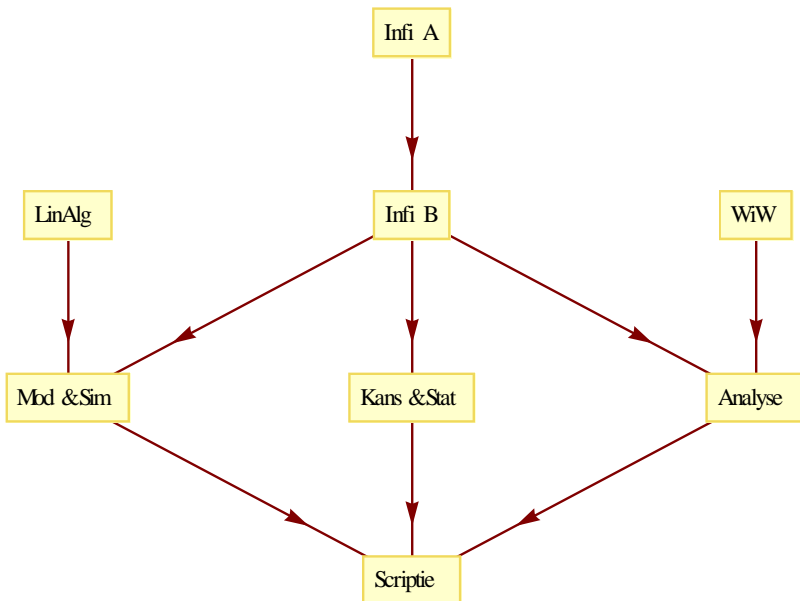 Infi A
LinAlg
Infi B
WiW
Mod &Sim
Kans &Stat
Analyse
Scriptie